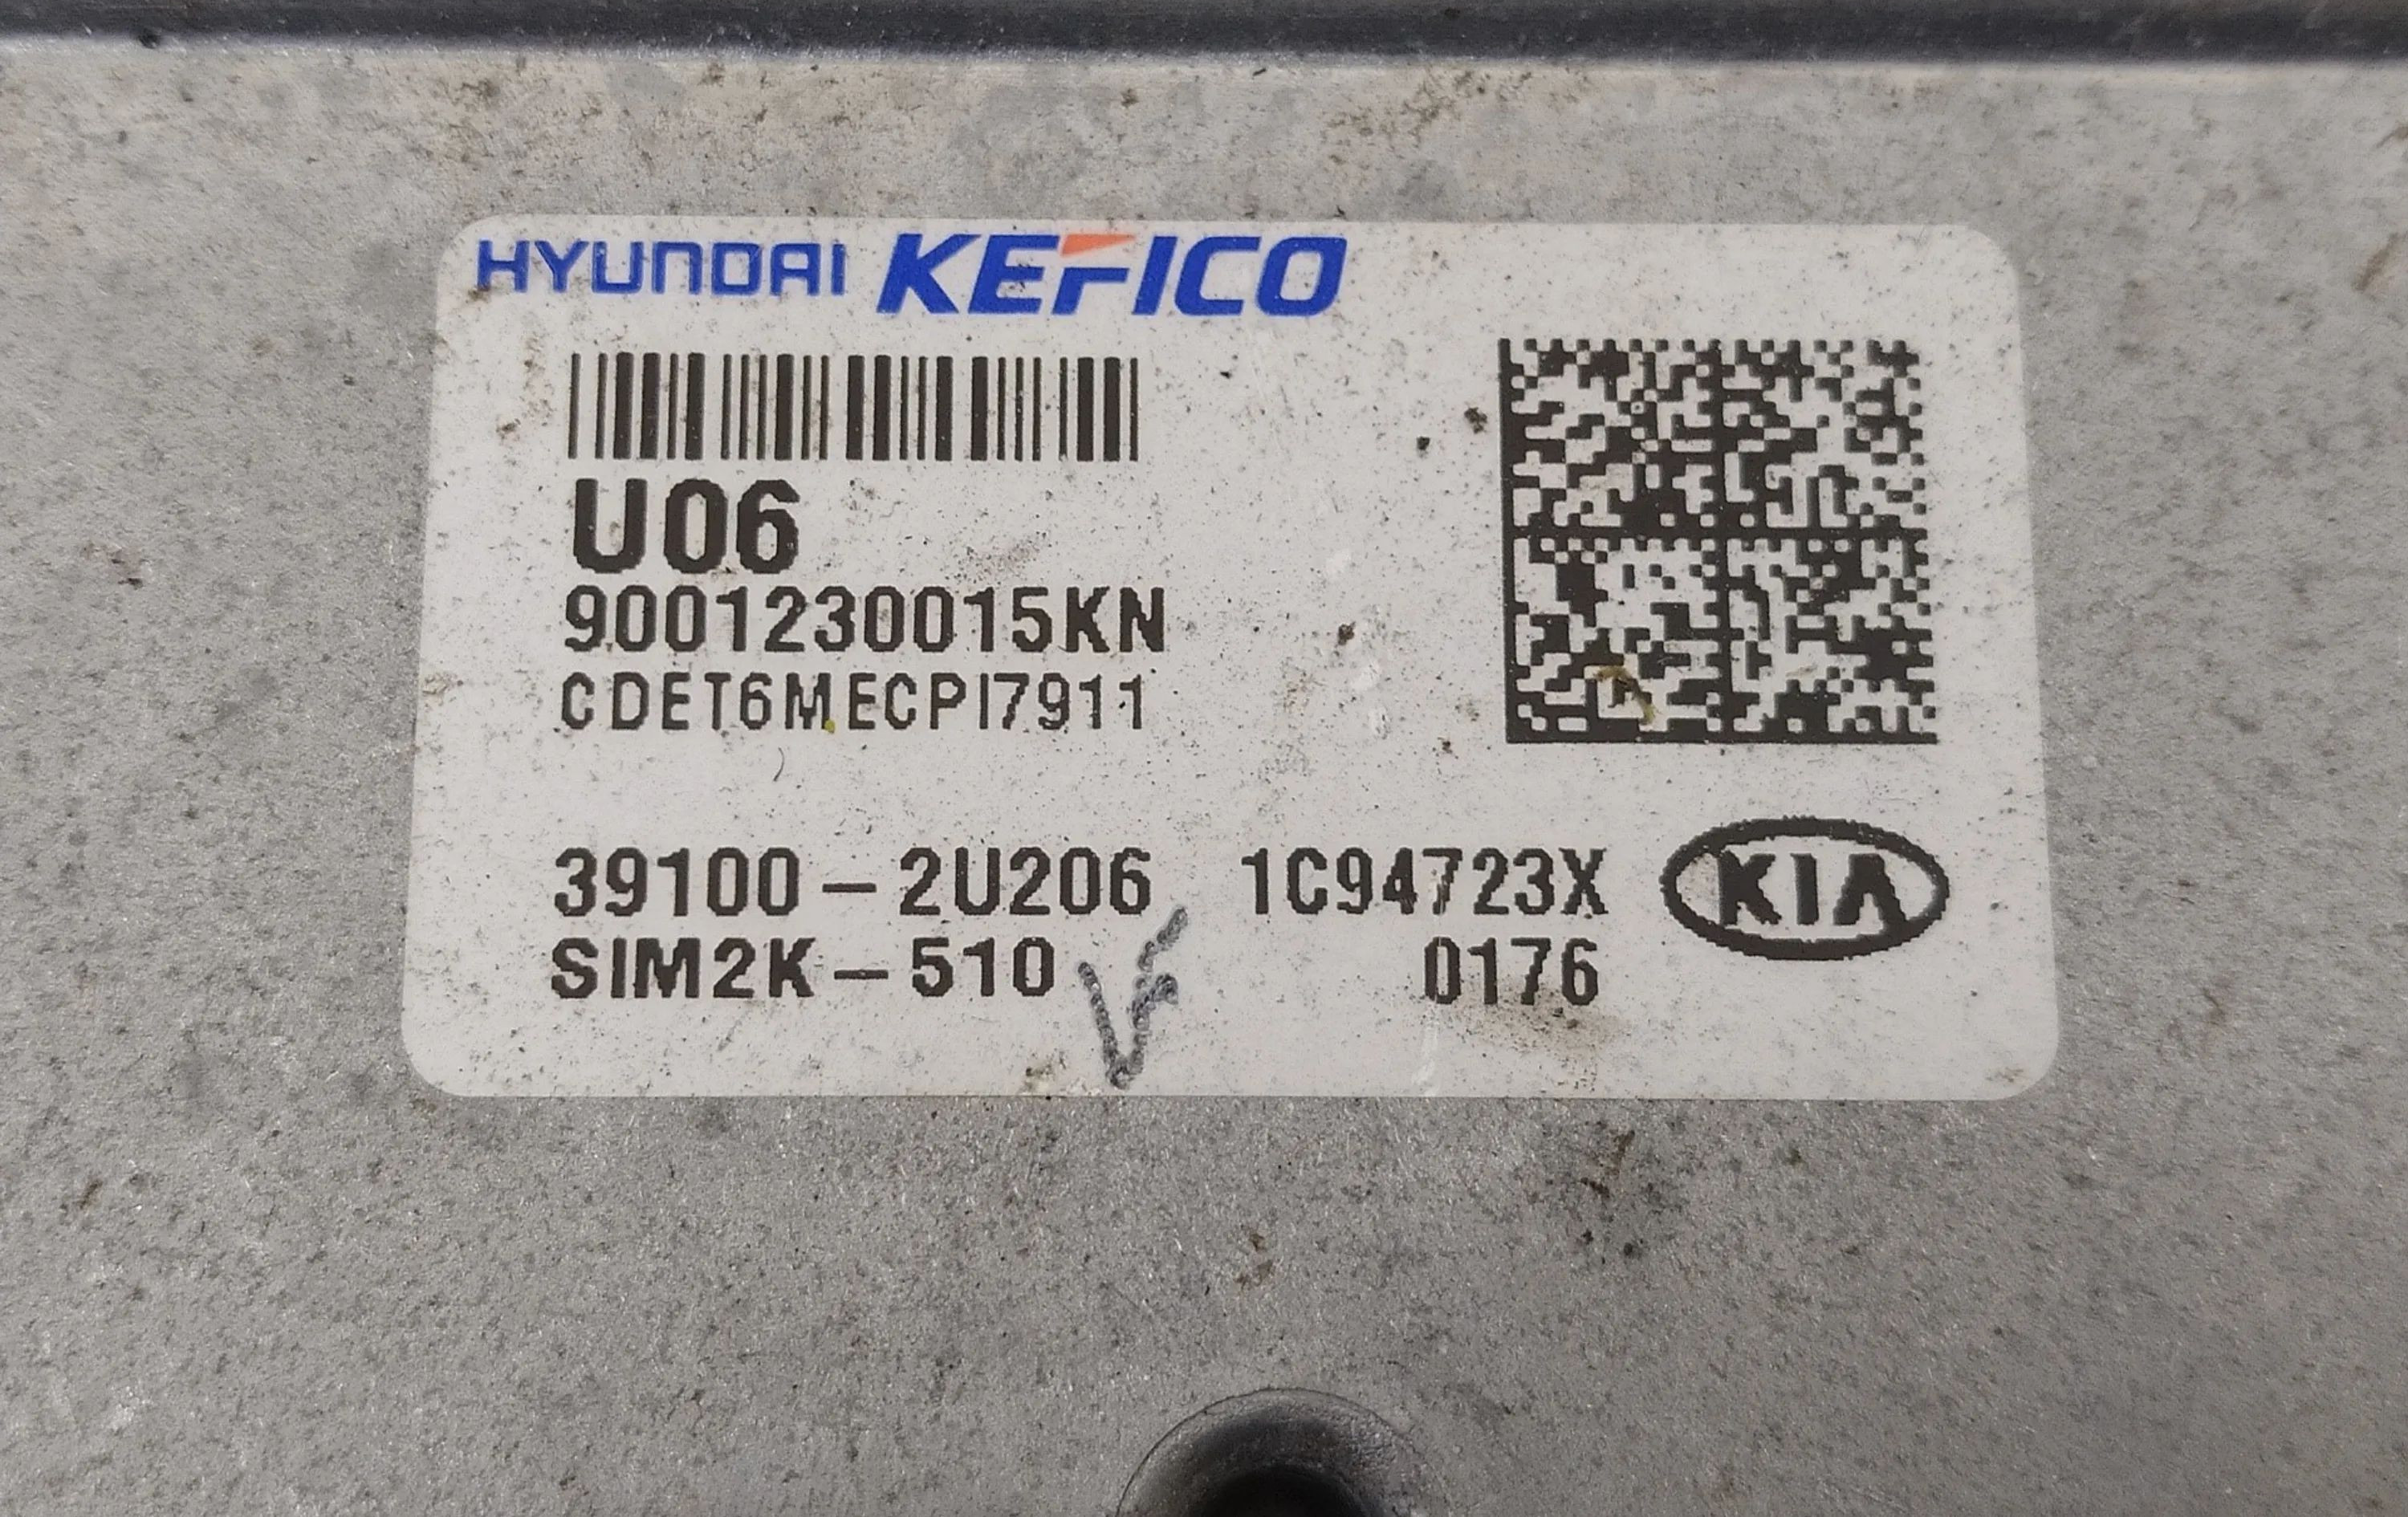 HYUNDAI KEFICO
U06
9001230015KN
CDET6MECPI7911
39100-2U206 1C94723X KIA
SIM2K-510 0176